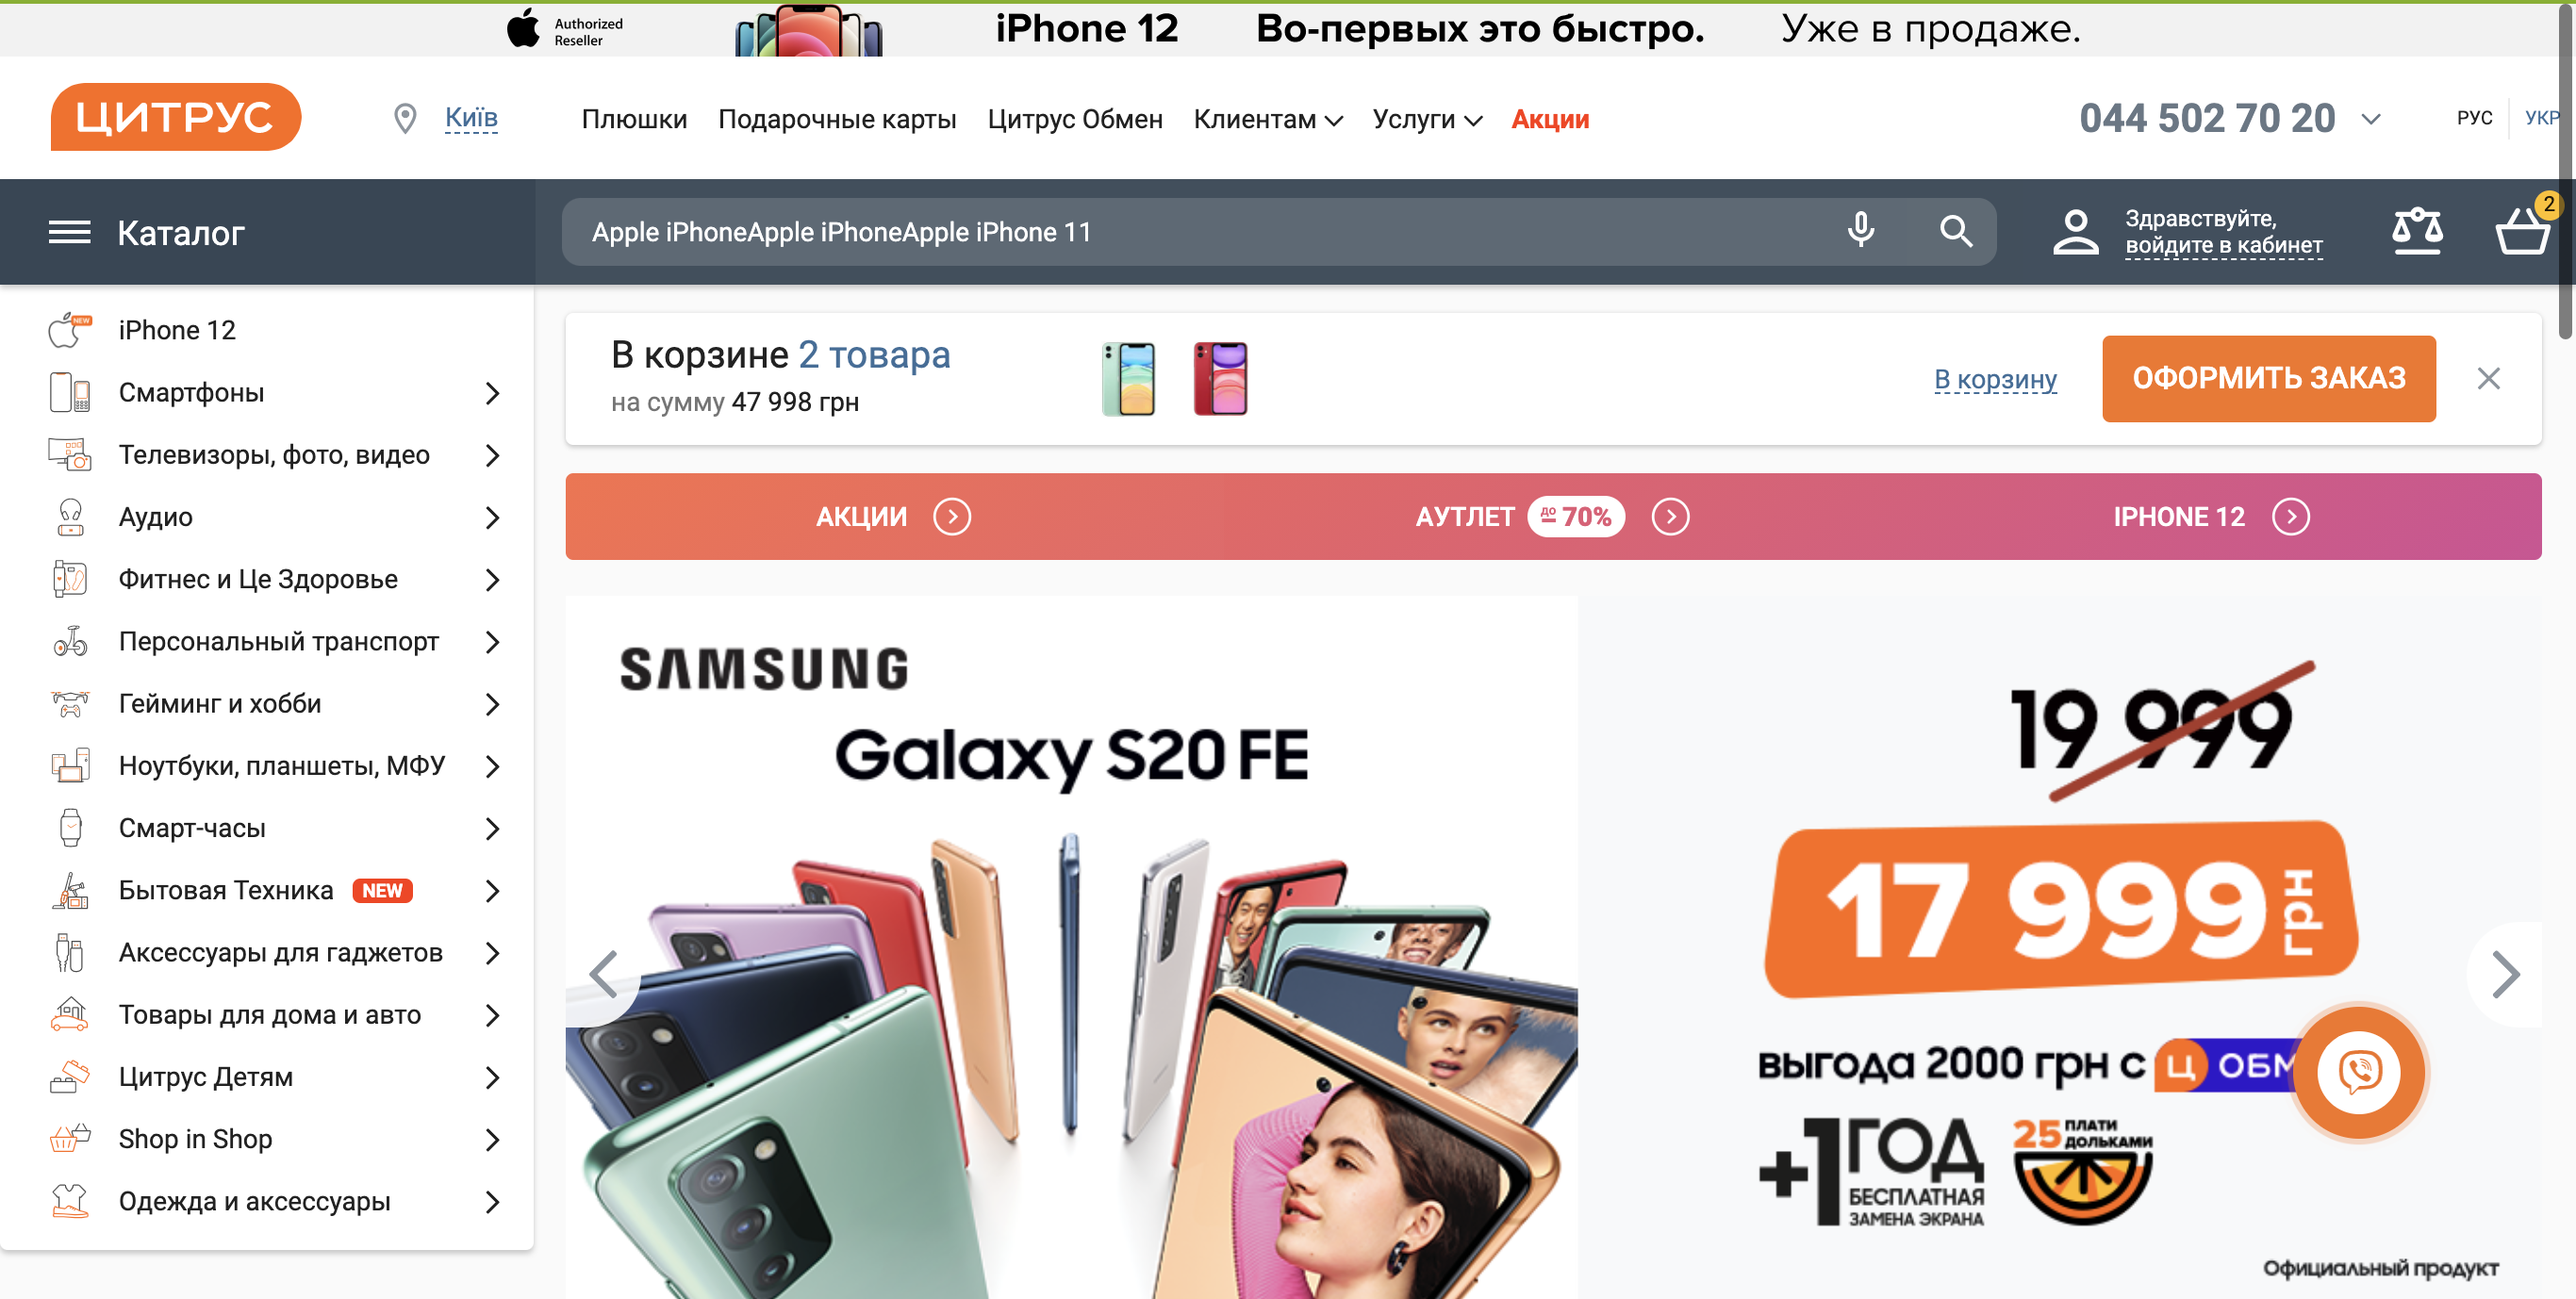 Authorized
Reseller
iPhone 12
Во-первых это быстро.
Уже в продаже.
ЦИТРУС
Київ
Плюшки
Подарочные карты
Цитрус Обмен
Клиентам
Услуги
Акции
044 502 70 20
РУС
УКР
Каталог
Apple iPhoneApple iPhoneApple iPhone 11
Здравствуйте,
войдите в кабинет
2
NEW
iPhone 12
Смартфоны
Телевизоры, фото, видео
Аудио
Фитнес и Це Здоровье
Персональный транспорт
Гейминг и хобби
Ноутбуки, планшеты, МФУ
Смарт-часы
Бытовая Техника NEW
Аксессуары для гаджетов
Товары для дома и авто
Цитрус Детям
Shop in Shop
Одежда и аксессуары
В корзине 2 товара
на сумму 47 998 грн
В корзину
ОФОРМИТЬ ЗАКАЗ
АКЦИИ
АУТЛЕТ до - 70%
IPHONE 12
SAMSUNG
Galaxy S20 FE
19 999
17 999 грн
выгода 2000 грн с Ц ОБМ
+1 ГОД
БЕСПЛАТНАЯ
ЗАМЕНА ЭКРАНА
25 ПЛАТИ
ДОЛЬКАМИ
Официальный продукт